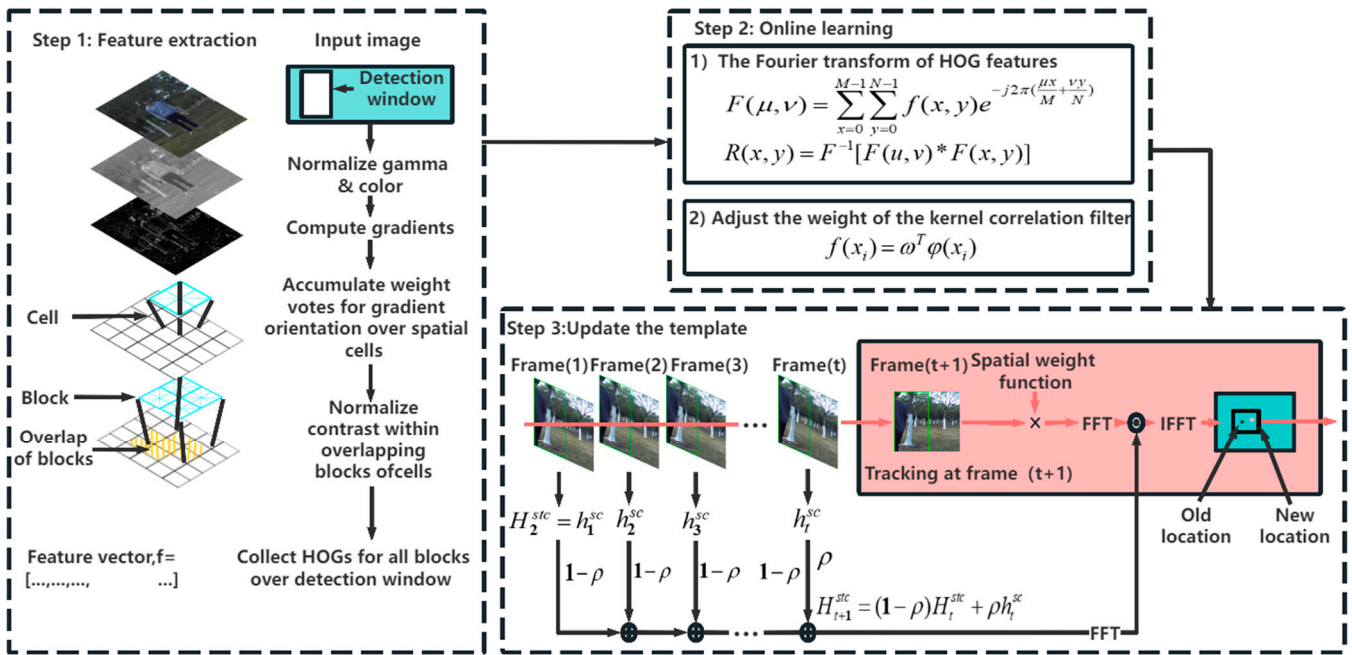 Step 1: Feature extraction
Input image
Detection
window
Normalize gamma
& color
Compute gradients
Accumulate weight
votes for gradient
orientation over spatial
cells
Normalize
contrast within
overlapping
blocks ofcells
Collect HOGs for all blocks
over detection window
Cell
Block
Overlap
of blocks
Feature vector,f=
[...,...,..., ...]
Step 2: Online learning
1) The Fourier transform of HOG features
F(μ,ν) = ∑_{x=0}^{M-1} ∑_{y=0}^{N-1} f(x,y)e^{-j2π(μx/M+νy/N)}
R(x,y) = F^{-1}[F(u,v)*F(x,y)]
2) Adjust the weight of the kernel correlation filter
f(x_i) = ω^T φ(x_i)
Step 3:Update the template
Frame(1) Frame(2) Frame(3) Frame(t)
...
Frame(t+1)
Spatial weight
function
× FFT IFFT
Tracking at frame (t+1)
Old
location
New
location
H_2^{stc} = h_1^{sc} h_2^{sc} h_3^{sc} h_t^{sc}
1-ρ 1-ρ 1-ρ 1-ρ ρ
H_{t+1}^{stc} = (1-ρ)H_t^{stc} + ρh_t^{sc}
... FFT